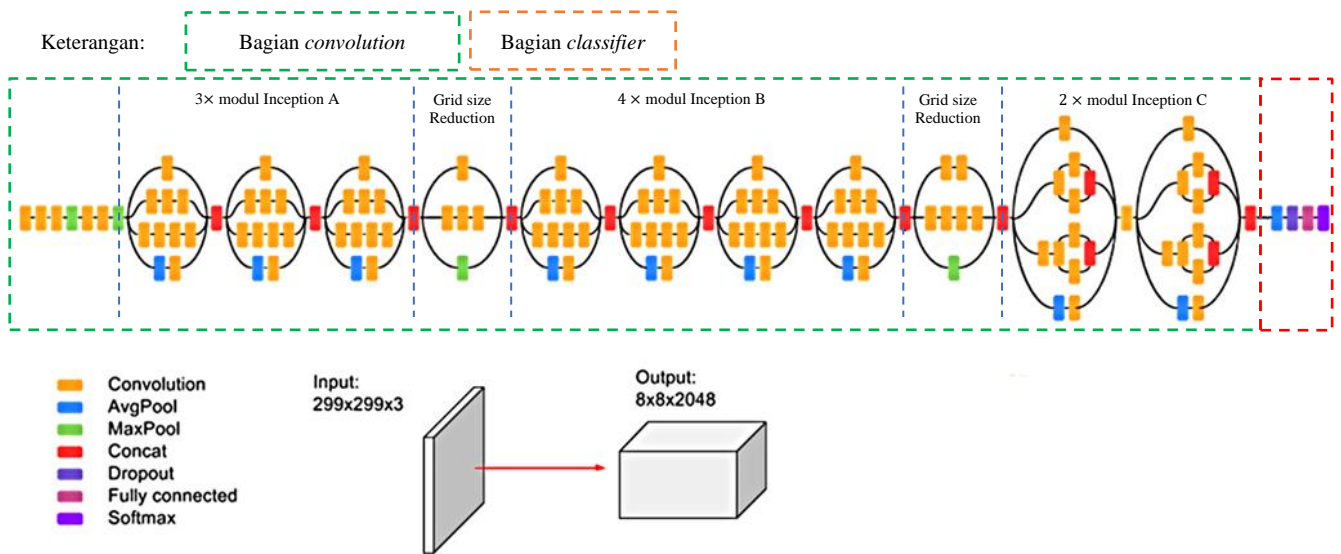 Keterangan:
Bagian convolution
Bagian classifier
3× modul Inception A
Grid size
Reduction
4× modul Inception B
Grid size
Reduction
2 × modul Inception C
Convolution
AvgPool
MaxPool
Concat
Dropout
Fully connected
Softmax
Input:
299x299x3
Output:
8x8x2048